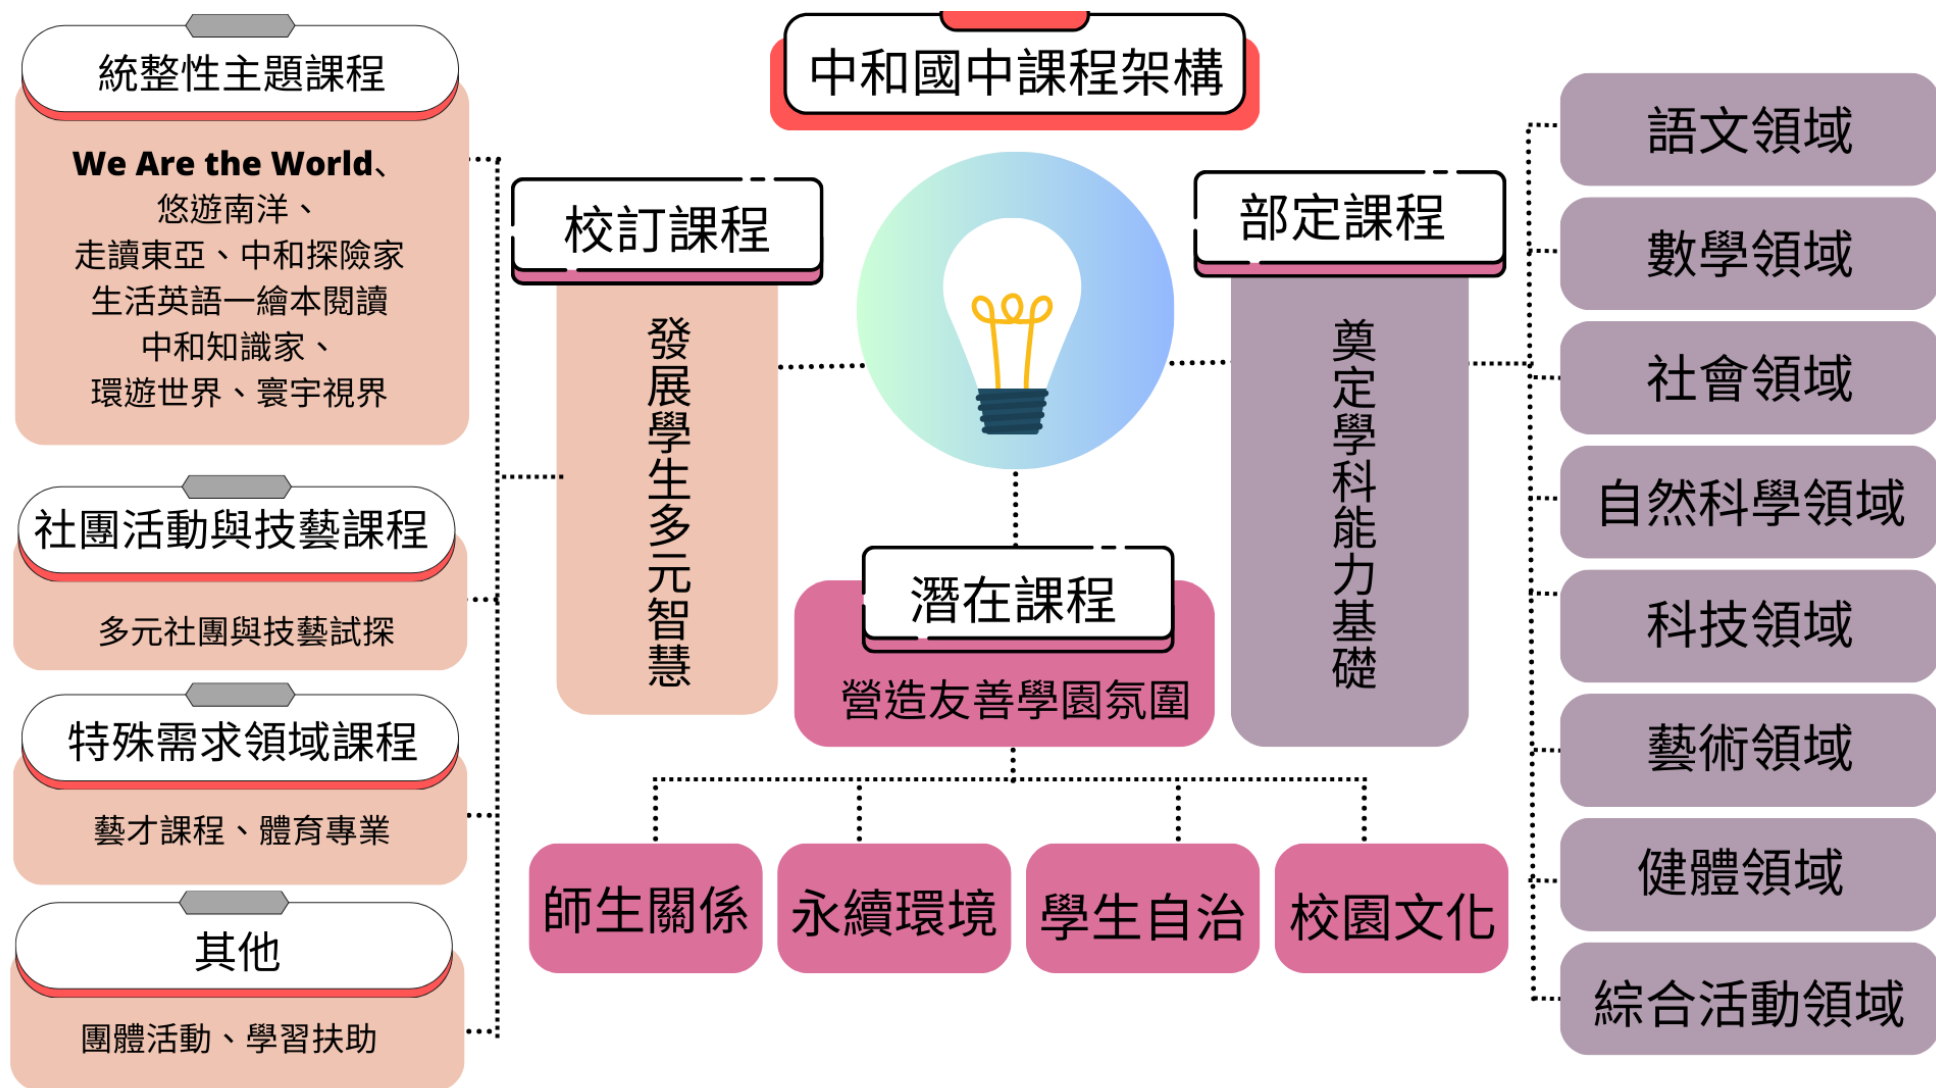 中和國中課程架構
統整性主題課程
We Are the World、
悠遊南洋、
走讀東亞、中和探險家
生活英語—繪本閱讀
中和知識家、
環遊世界、寰宇視界
社團活動與技藝課程
多元社團與技藝試探
特殊需求領域課程
藝才課程、體育專業
其他
團體活動、學習扶助
校訂課程
發展學生多元智慧
潛在課程
營造友善學園氛圍
師生關係
永續環境
學生自治
校園文化
部定課程
奠定學科能力基礎
語文領域
數學領域
社會領域
自然科學領域
科技領域
藝術領域
健體領域
綜合活動領域